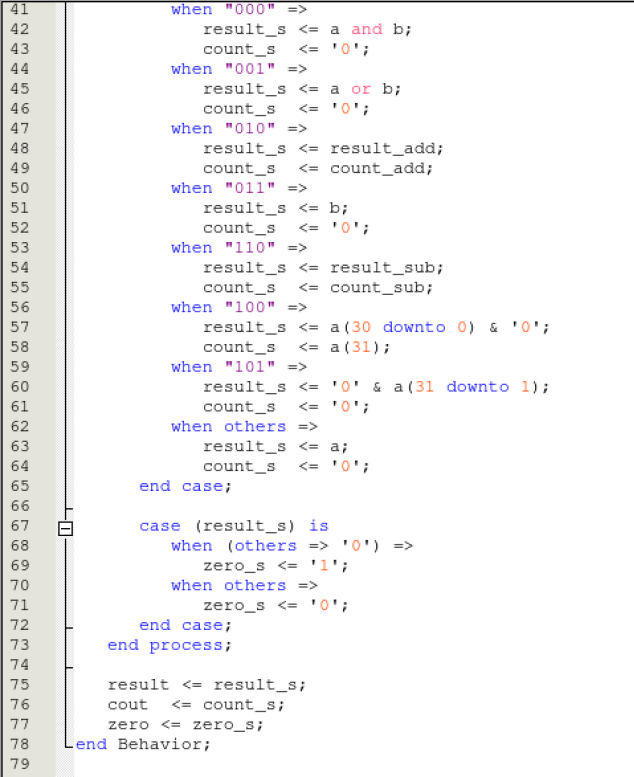 41 when "000" =>
42 result_s <= a and b;
43 count_s <= '0';
44 when "001" =>
45 result_s <= a or b;
46 count_s <= '0';
47 when "010" =>
48 result_s <= result_add;
49 count_s <= count_add;
50 when "011" =>
51 result_s <= b;
52 count_s <= '0';
53 when "110" =>
54 result_s <= result_sub;
55 count_s <= count_sub;
56 when "100" =>
57 result_s <= a(30 downto 0) & '0';
58 count_s <= a(31);
59 when "101" =>
60 result_s <= '0' & a(31 downto 1);
61 count_s <= '0';
62 when others =>
63 result_s <= a;
64 count_s <= '0';
65 end case;
66
67 case (result_s) is
68 when (others => '0') =>
69 zero_s <= '1';
70 when others =>
71 zero_s <= '0';
72 end case;
73 end process;
74
75 result <= result_s;
76 cout <= count_s;
77 zero <= zero_s;
78 end Behavior;
79